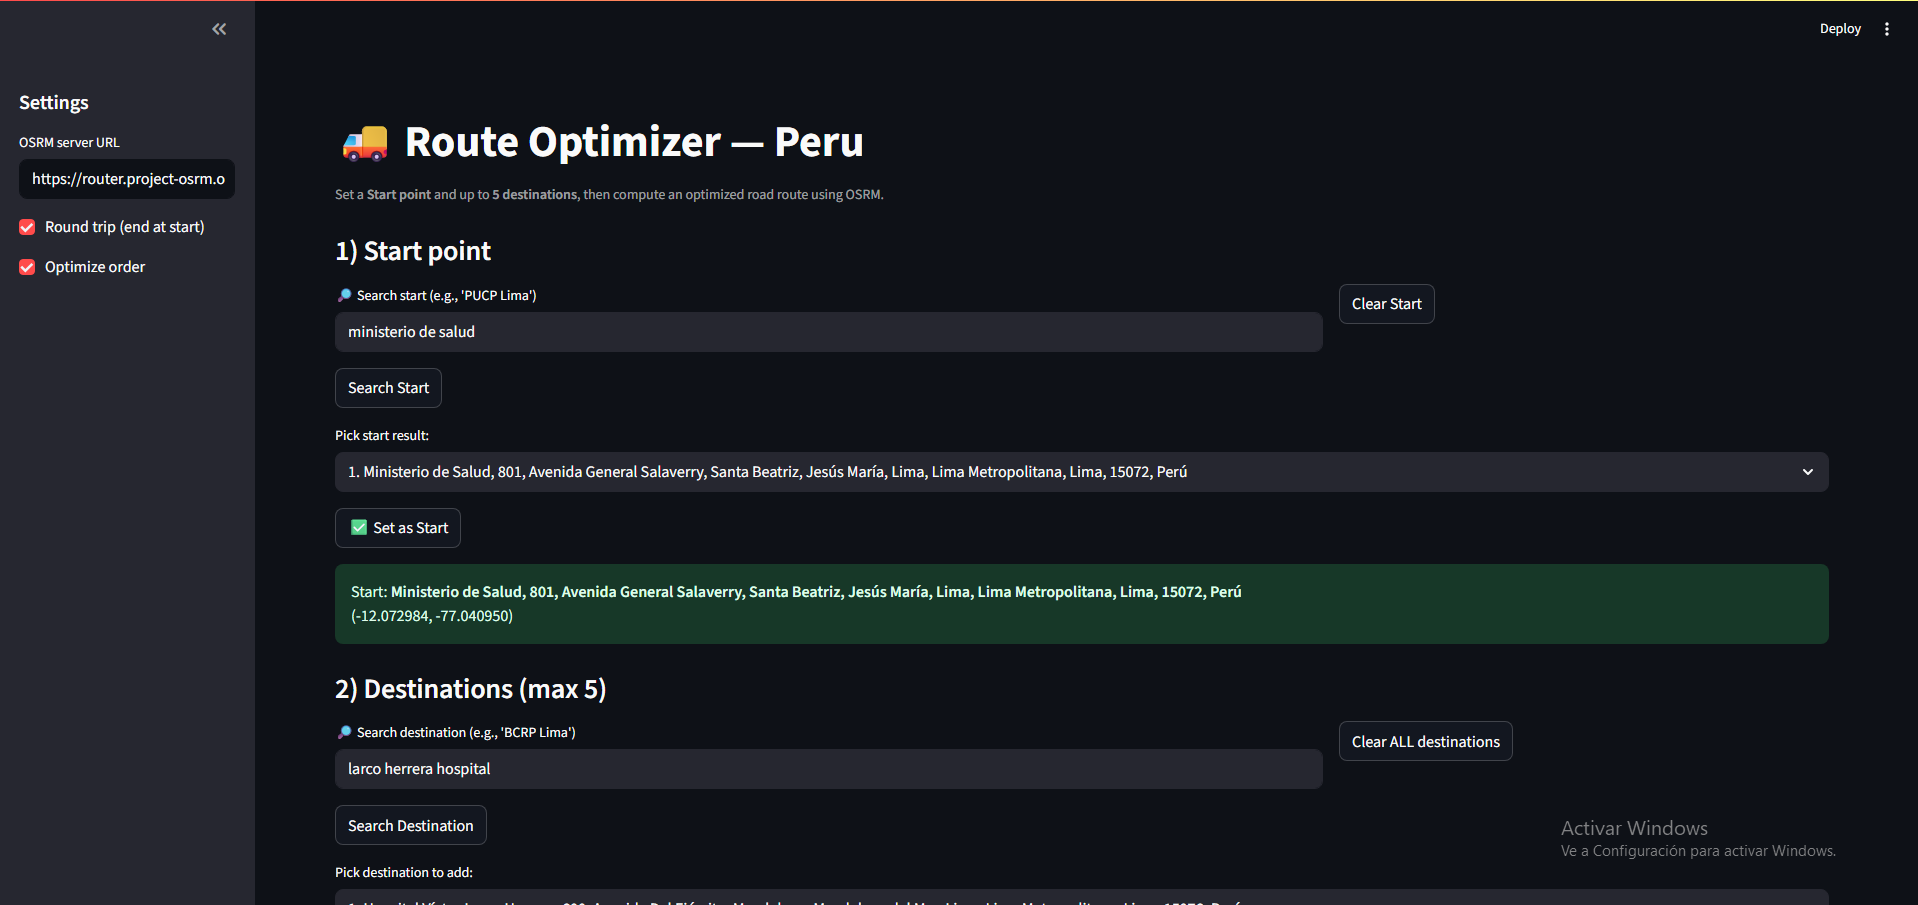 Deploy
Settings
OSRM server URL
https://router.project-osrm.o
Round trip (end at start)
Optimize order
Route Optimizer — Peru
Set a Start point and up to 5 destinations, then compute an optimized road route using OSRM.
1) Start point
Search start (e.g., 'PUCP Lima')
Clear Start
ministerio de salud
Search Start
Pick start result:
1. Ministerio de Salud, 801, Avenida General Salaverry, Santa Beatriz, Jesús María, Lima, Lima Metropolitana, Lima, 15072, Perú
Set as Start
Start: Ministerio de Salud, 801, Avenida General Salaverry, Santa Beatriz, Jesús María, Lima, Lima Metropolitana, Lima, 15072, Perú
(-12.072984, -77.040950)
2) Destinations (max 5)
Search destination (e.g., 'BCRP Lima')
Clear ALL destinations
larco herrera hospital
Search Destination
Activar Windows
Ve a Configuración para activar Windows.
Pick destination to add: